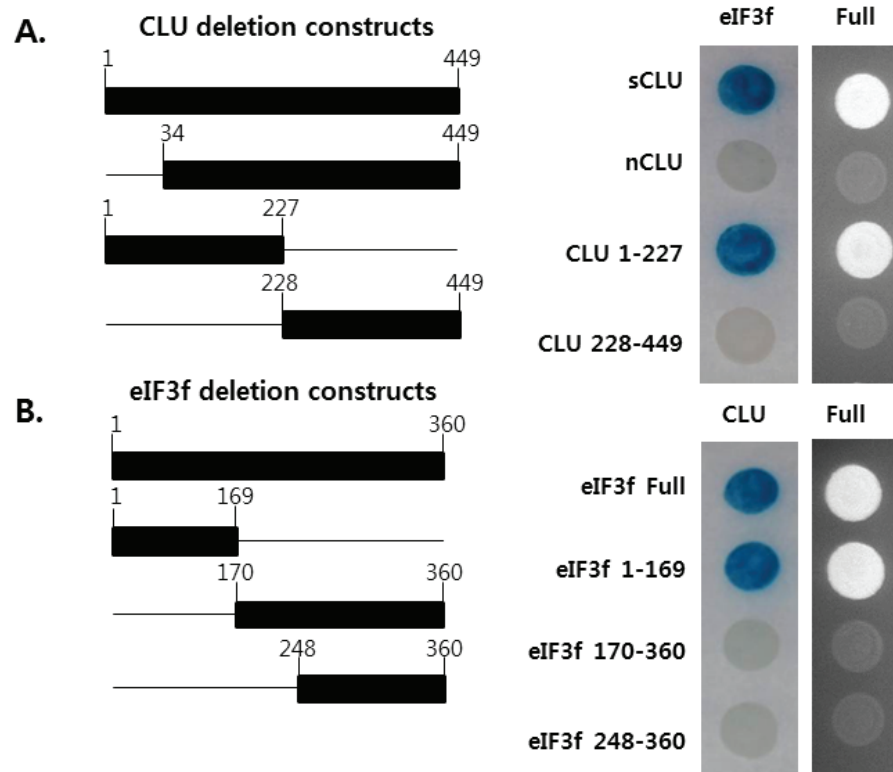 A.
CLU deletion constructs
1 449
34 449
1 227
228 449
eIF3f Full
sCLU
nCLU
CLU 1-227
CLU 228-449
B.
eIF3f deletion constructs
1 360
1 169
170 360
248 360
CLU Full
eIF3f Full
eIF3f 1-169
eIF3f 170-360
eIF3f 248-360